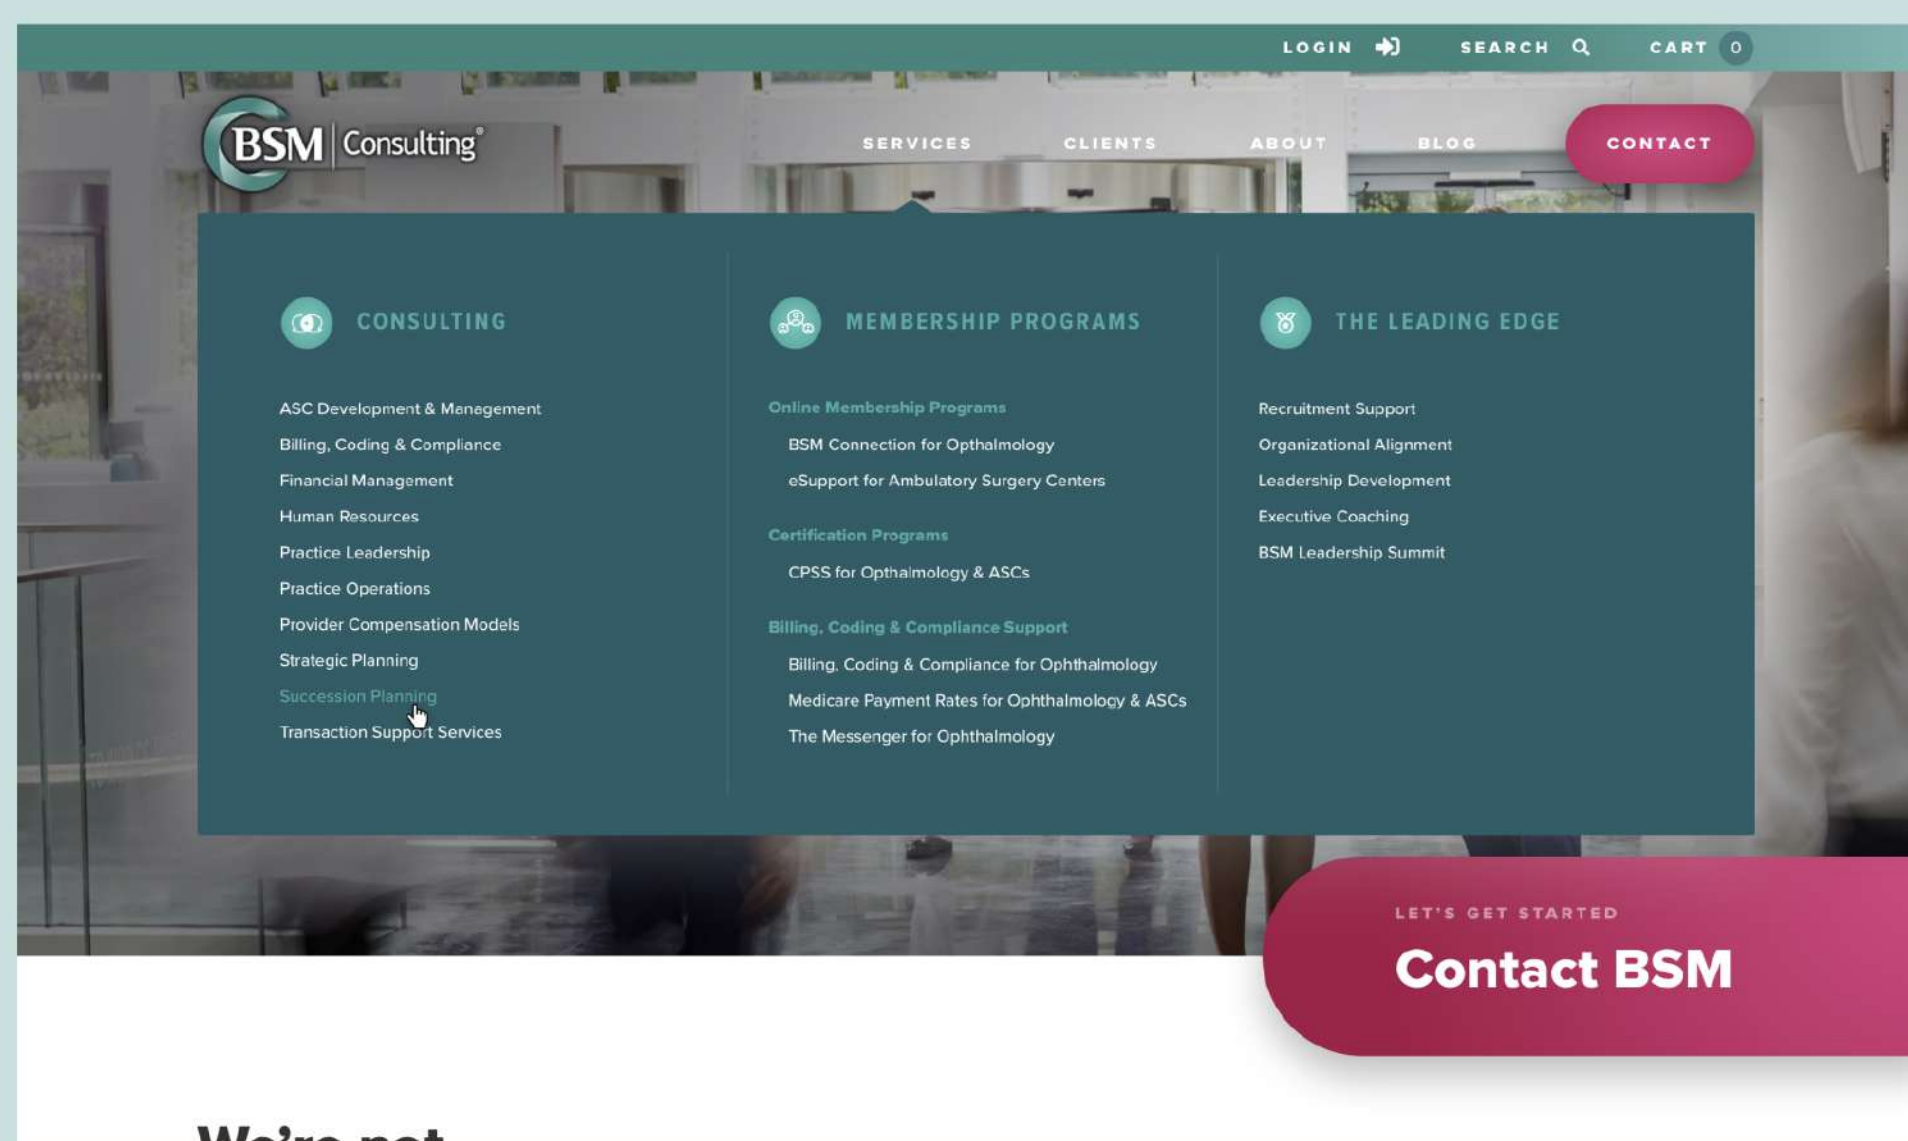 LOGIN SEARCH CART 0
BSM Consulting®
SERVICES CLIENTS ABOUT BLOG CONTACT
CONSULTING
ASC Development & Management
Billing, Coding & Compliance
Financial Management
Human Resources
Practice Leadership
Practice Operations
Provider Compensation Models
Strategic Planning
Succession Planning
Transaction Support Services
MEMBERSHIP PROGRAMS
Online Membership Programs
BSM Connection for Opthalmology
eSupport for Ambulatory Surgery Centers
Certification Programs
CPSS for Opthalmology & ASCs
Billing, Coding & Compliance Support
Billing, Coding & Compliance for Ophthalmology
Medicare Payment Rates for Ophthalmology & ASCs
The Messenger for Ophthalmology
THE LEADING EDGE
Recruitment Support
Organizational Alignment
Leadership Development
Executive Coaching
BSM Leadership Summit
LET'S GET STARTED
Contact BSM
We're not